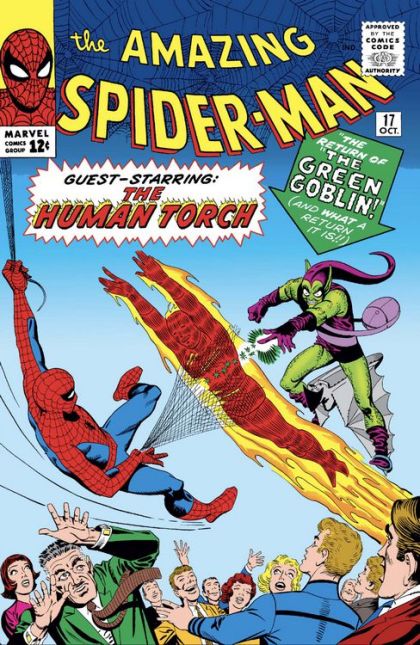 the AMAZING
SPIDER-MAN
MARVEL
COMICS
GROUP
12¢
IND.
APPROVED
BY THE
COMICS
CODE
AUTHORITY
17
OCT.
GUEST-STARRING:
THE
HUMAN TORCH
"THE
RETURN OF
THE
GREEN
GOBLIN!"
(AND WHAT A
RETURN
IT IS!!)